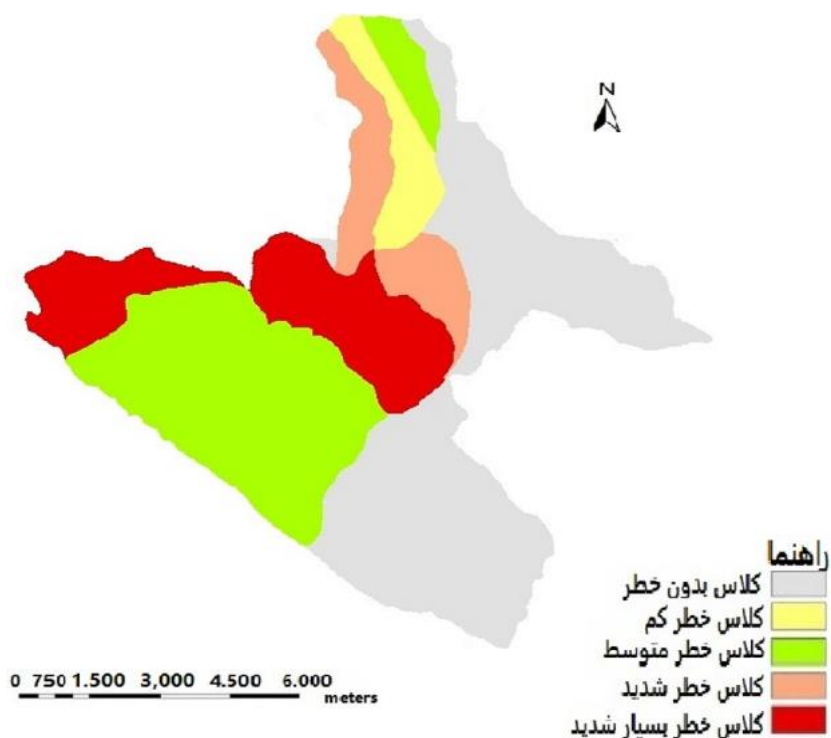 N
راهنما
کلاس بدون خطر
کلاس خطر کم
کلاس خطر متوسط
کلاس خطر شدید
کلاس خطر بسیار شدید
0 750 1.500 3,000 4.500 6.000
meters